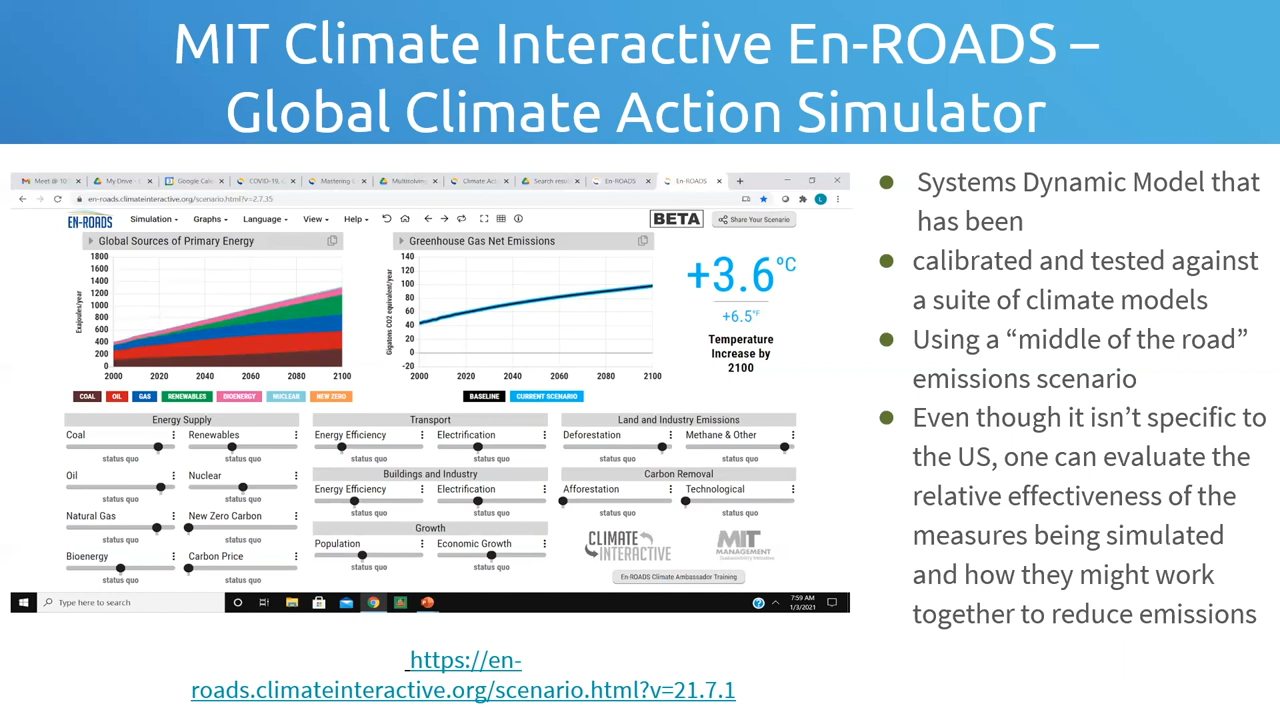 MIT Climate Interactive En-ROADS –
Global Climate Action Simulator
Meet @ 10:
My Drive -
Google Cale
COVID-19, v
Mastering t
Multisolving
Climate Act
Search resu
En-ROADS
En-ROADS
en-roads.climateinteractive.org/scenario.html?v=2.7.35
EN-ROADS
Simulation
Graphs
Language
View
Help
BETA
Share Your Scenario
Global Sources of Primary Energy
Exajoules/year
1800
1600
1400
1200
1000
800
600
400
200
0
2000 2020 2040 2060 2080 2100
COAL OIL GAS RENEWABLES BIOENERGY NUCLEAR NEW ZERO
Greenhouse Gas Net Emissions
Gigatons CO2 equivalent/year
140
120
100
80
60
40
20
0
-20
2000 2020 2040 2060 2080 2100
BASELINE CURRENT SCENARIO
+3.6°C
+6.5°F
Temperature
Increase by
2100
Energy Supply
Coal Renewables
status quo status quo
Oil Nuclear
status quo status quo
Natural Gas New Zero Carbon
status quo status quo
Bioenergy Carbon Price
status quo status quo
Transport
Energy Efficiency Electrification
status quo status quo
Buildings and Industry
Energy Efficiency Electrification
status quo status quo
Growth
Population Economic Growth
status quo status quo
Land and Industry Emissions
Deforestation Methane & Other
status quo status quo
Carbon Removal
Afforestation Technological
status quo status quo
CLIMATE
INTERACTIVE
MIT
MANAGEMENT
En-ROADS Climate Ambassador Training
Type here to search
7:59 AM
1/3/2021
https://en-
roads.climateinteractive.org/scenario.html?v=21.7.1
Systems Dynamic Model that
has been
calibrated and tested against
a suite of climate models
Using a “middle of the road”
emissions scenario
Even though it isn’t specific to
the US, one can evaluate the
relative effectiveness of the
measures being simulated
and how they might work
together to reduce emissions